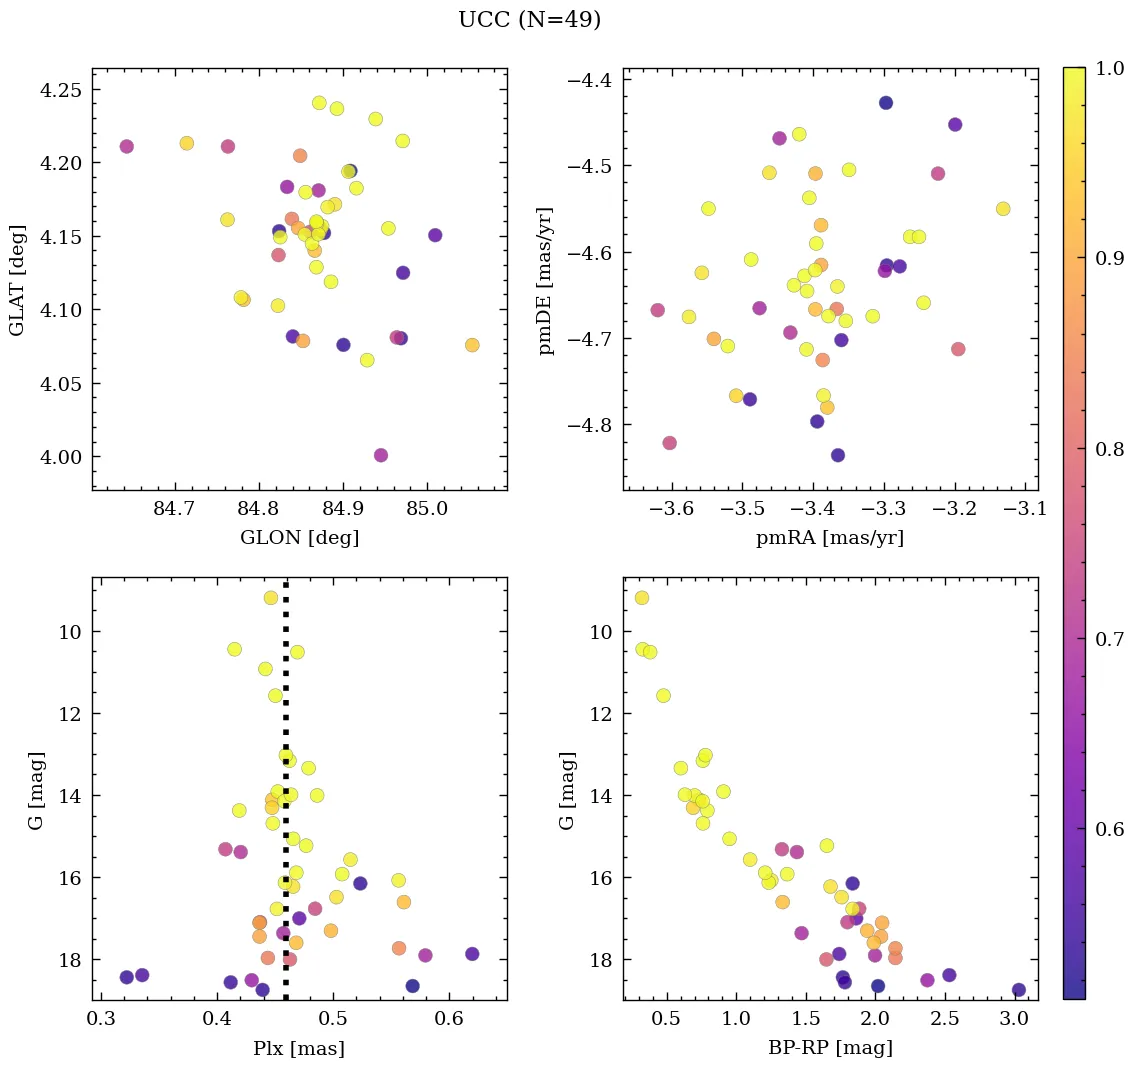 UCC (N=49)
4.25
4.20
4.15
4.10
4.05
4.00
84.7 84.8 84.9 85.0
GLON [deg]
GLAT [deg]
−4.4
−4.5
−4.6
−4.7
−4.8
−3.6 −3.5 −3.4 −3.3 −3.2 −3.1
pmRA [mas/yr]
pmDE [mas/yr]
1.0
0.9
0.8
0.7
0.6
10
12
14
16
18
0.3 0.4 0.5 0.6
Plx [mas]
G [mag]
10
12
14
16
18
0.5 1.0 1.5 2.0 2.5 3.0
BP-RP [mag]
G [mag]